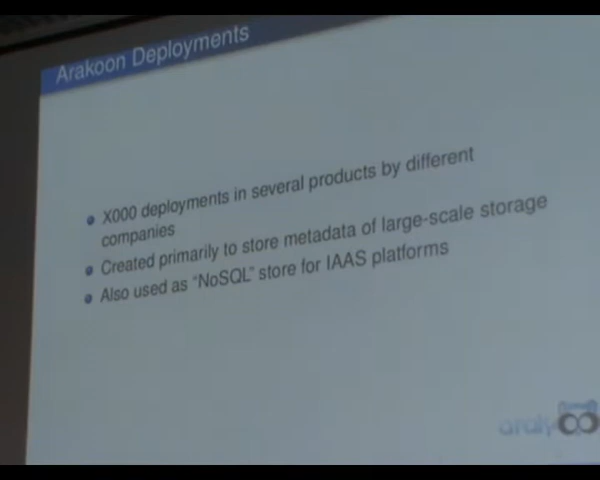 Arakoon Deployments
X000 deployments in several products by different
companies
Created primarily to store metadata of large-scale storage
Also used as "NoSQL" store for IAAS platforms